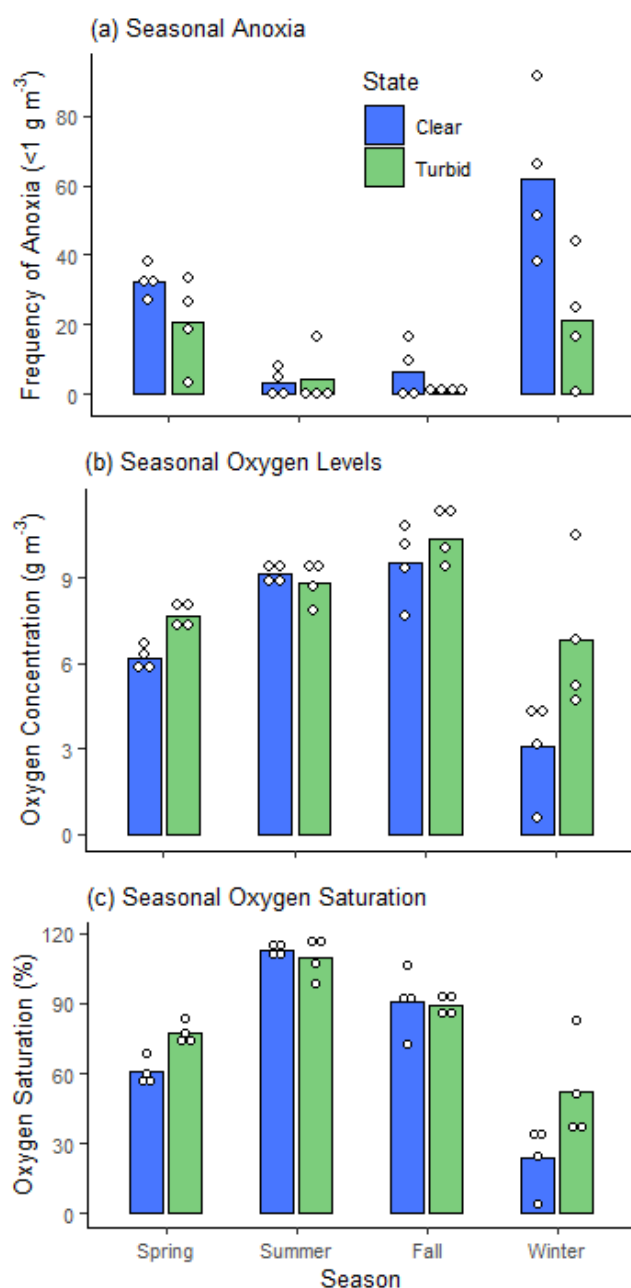 (a) Seasonal Anoxia
Frequency of Anoxia (<1 g m⁻³)
80
60
40
20
0
State
Clear
Turbid
(b) Seasonal Oxygen Levels
Oxygen Concentration (g m⁻³)
9
6
3
0
(c) Seasonal Oxygen Saturation
Oxygen Saturation (%)
120
90
60
30
0
Spring Summer Fall Winter
Season